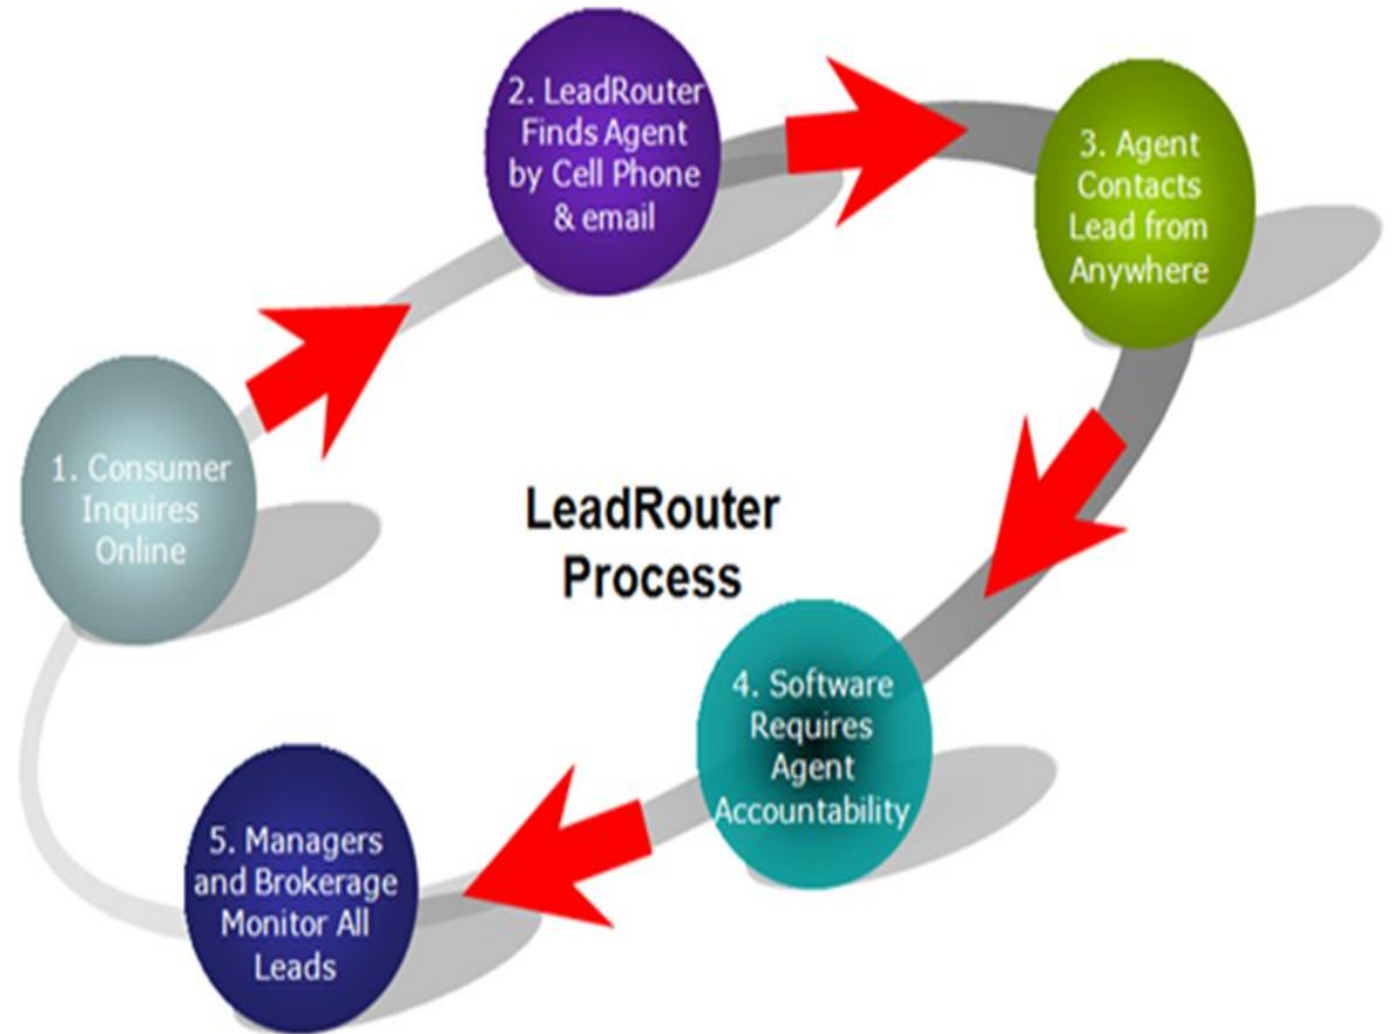 1. Consumer
Inquires
Online
2. LeadRouter
Finds Agent
by Cell Phone
& email
3. Agent
Contacts
Lead from
Anywhere
4. Software
Requires
Agent
Accountability
5. Managers
and Brokerage
Monitor All
Leads
LeadRouter
Process